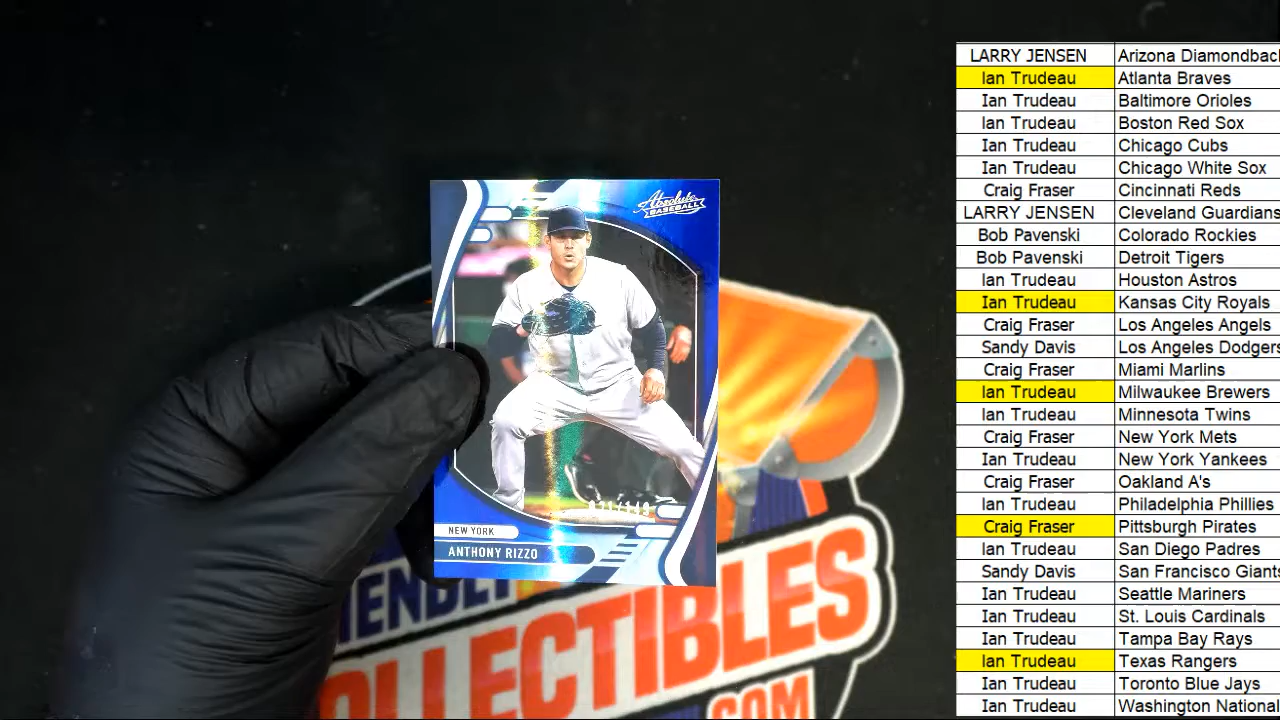 Absolute
BASEBALL
NEW YORK
ANTHONY RIZZO
COLLECTIBLES
.COM
LARRY JENSEN Arizona Diamondbac
Ian Trudeau Atlanta Braves
Ian Trudeau Baltimore Orioles
Ian Trudeau Boston Red Sox
Ian Trudeau Chicago Cubs
Ian Trudeau Chicago White Sox
Craig Fraser Cincinnati Reds
LARRY JENSEN Cleveland Guardians
Bob Pavenski Colorado Rockies
Bob Pavenski Detroit Tigers
Ian Trudeau Houston Astros
Ian Trudeau Kansas City Royals
Craig Fraser Los Angeles Angels
Sandy Davis Los Angeles Dodgers
Craig Fraser Miami Marlins
Ian Trudeau Milwaukee Brewers
Ian Trudeau Minnesota Twins
Craig Fraser New York Mets
Ian Trudeau New York Yankees
Craig Fraser Oakland A's
Ian Trudeau Philadelphia Phillies
Craig Fraser Pittsburgh Pirates
Ian Trudeau San Diego Padres
Sandy Davis San Francisco Giants
Ian Trudeau Seattle Mariners
Ian Trudeau St. Louis Cardinals
Ian Trudeau Tampa Bay Rays
Ian Trudeau Texas Rangers
Ian Trudeau Toronto Blue Jays
Ian Trudeau Washington National